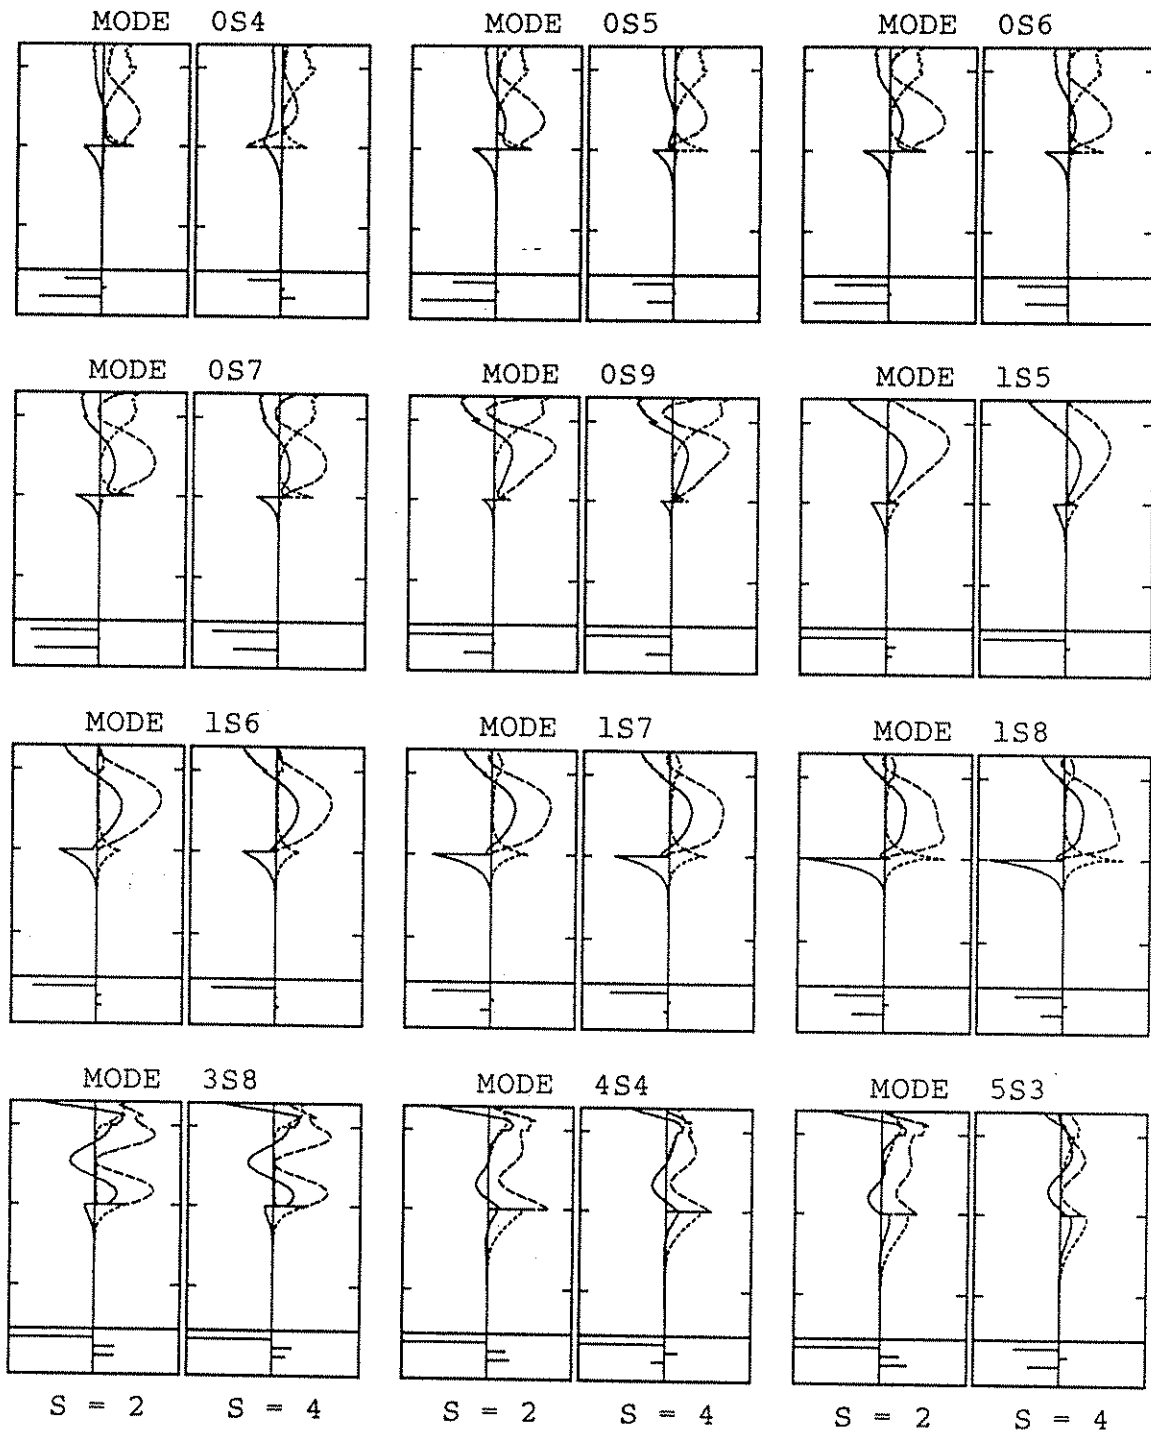 MODE 0S4
MODE 0S5
MODE 0S6
MODE 0S7
MODE 0S9
MODE 1S5
MODE 1S6
MODE 1S7
MODE 1S8
MODE 3S8
MODE 4S4
MODE 5S3
S = 2
S = 4
S = 2
S = 4
S = 2
S = 4